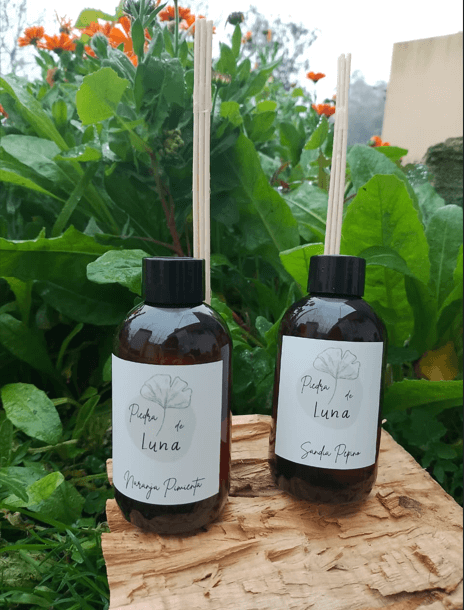 Piedra
de
Luna
Naranja Pimienta
Piedra
de
Luna
Sandia Pepino